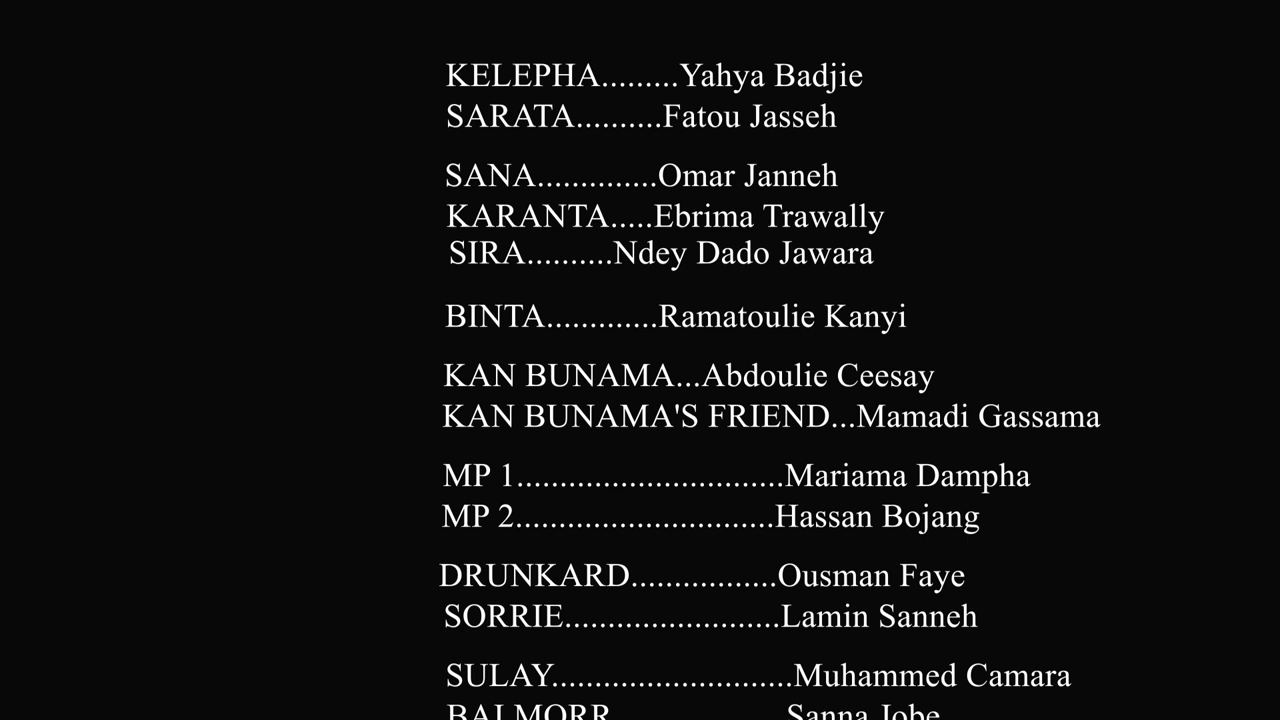 KELEPHA.........Yahya Badjie
SARATA..........Fatou Jasseh
SANA..............Omar Janneh
KARANTA.....Ebrima Trawally
SIRA..........Ndey Dado Jawara
BINTA.............Ramatoulie Kanyi
KAN BUNAMA...Abdoulie Ceesay
KAN BUNAMA'S FRIEND...Mamadi Gassama
MP 1...............................Mariama Dampha
MP 2..............................Hassan Bojang
DRUNKARD.................Ousman Faye
SORRIE.........................Lamin Sanneh
SULAY............................Muhammed Camara
BALMORR....................Sanna Jobe